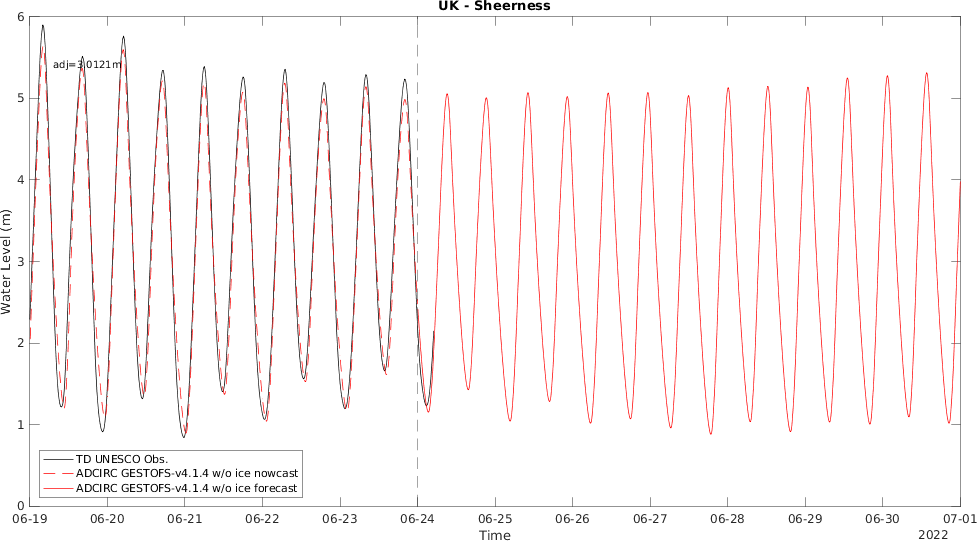 UK - Sheerness
6
5
4
3
2
1
0
Water Level (m)
adj=3.0121m
TD UNESCO Obs.
ADCIRC GESTOFS-v4.1.4 w/o ice nowcast
ADCIRC GESTOFS-v4.1.4 w/o ice forecast
06-19 06-20 06-21 06-22 06-23 06-24 06-25 06-26 06-27 06-28 06-29 06-30 07-01
Time
2022